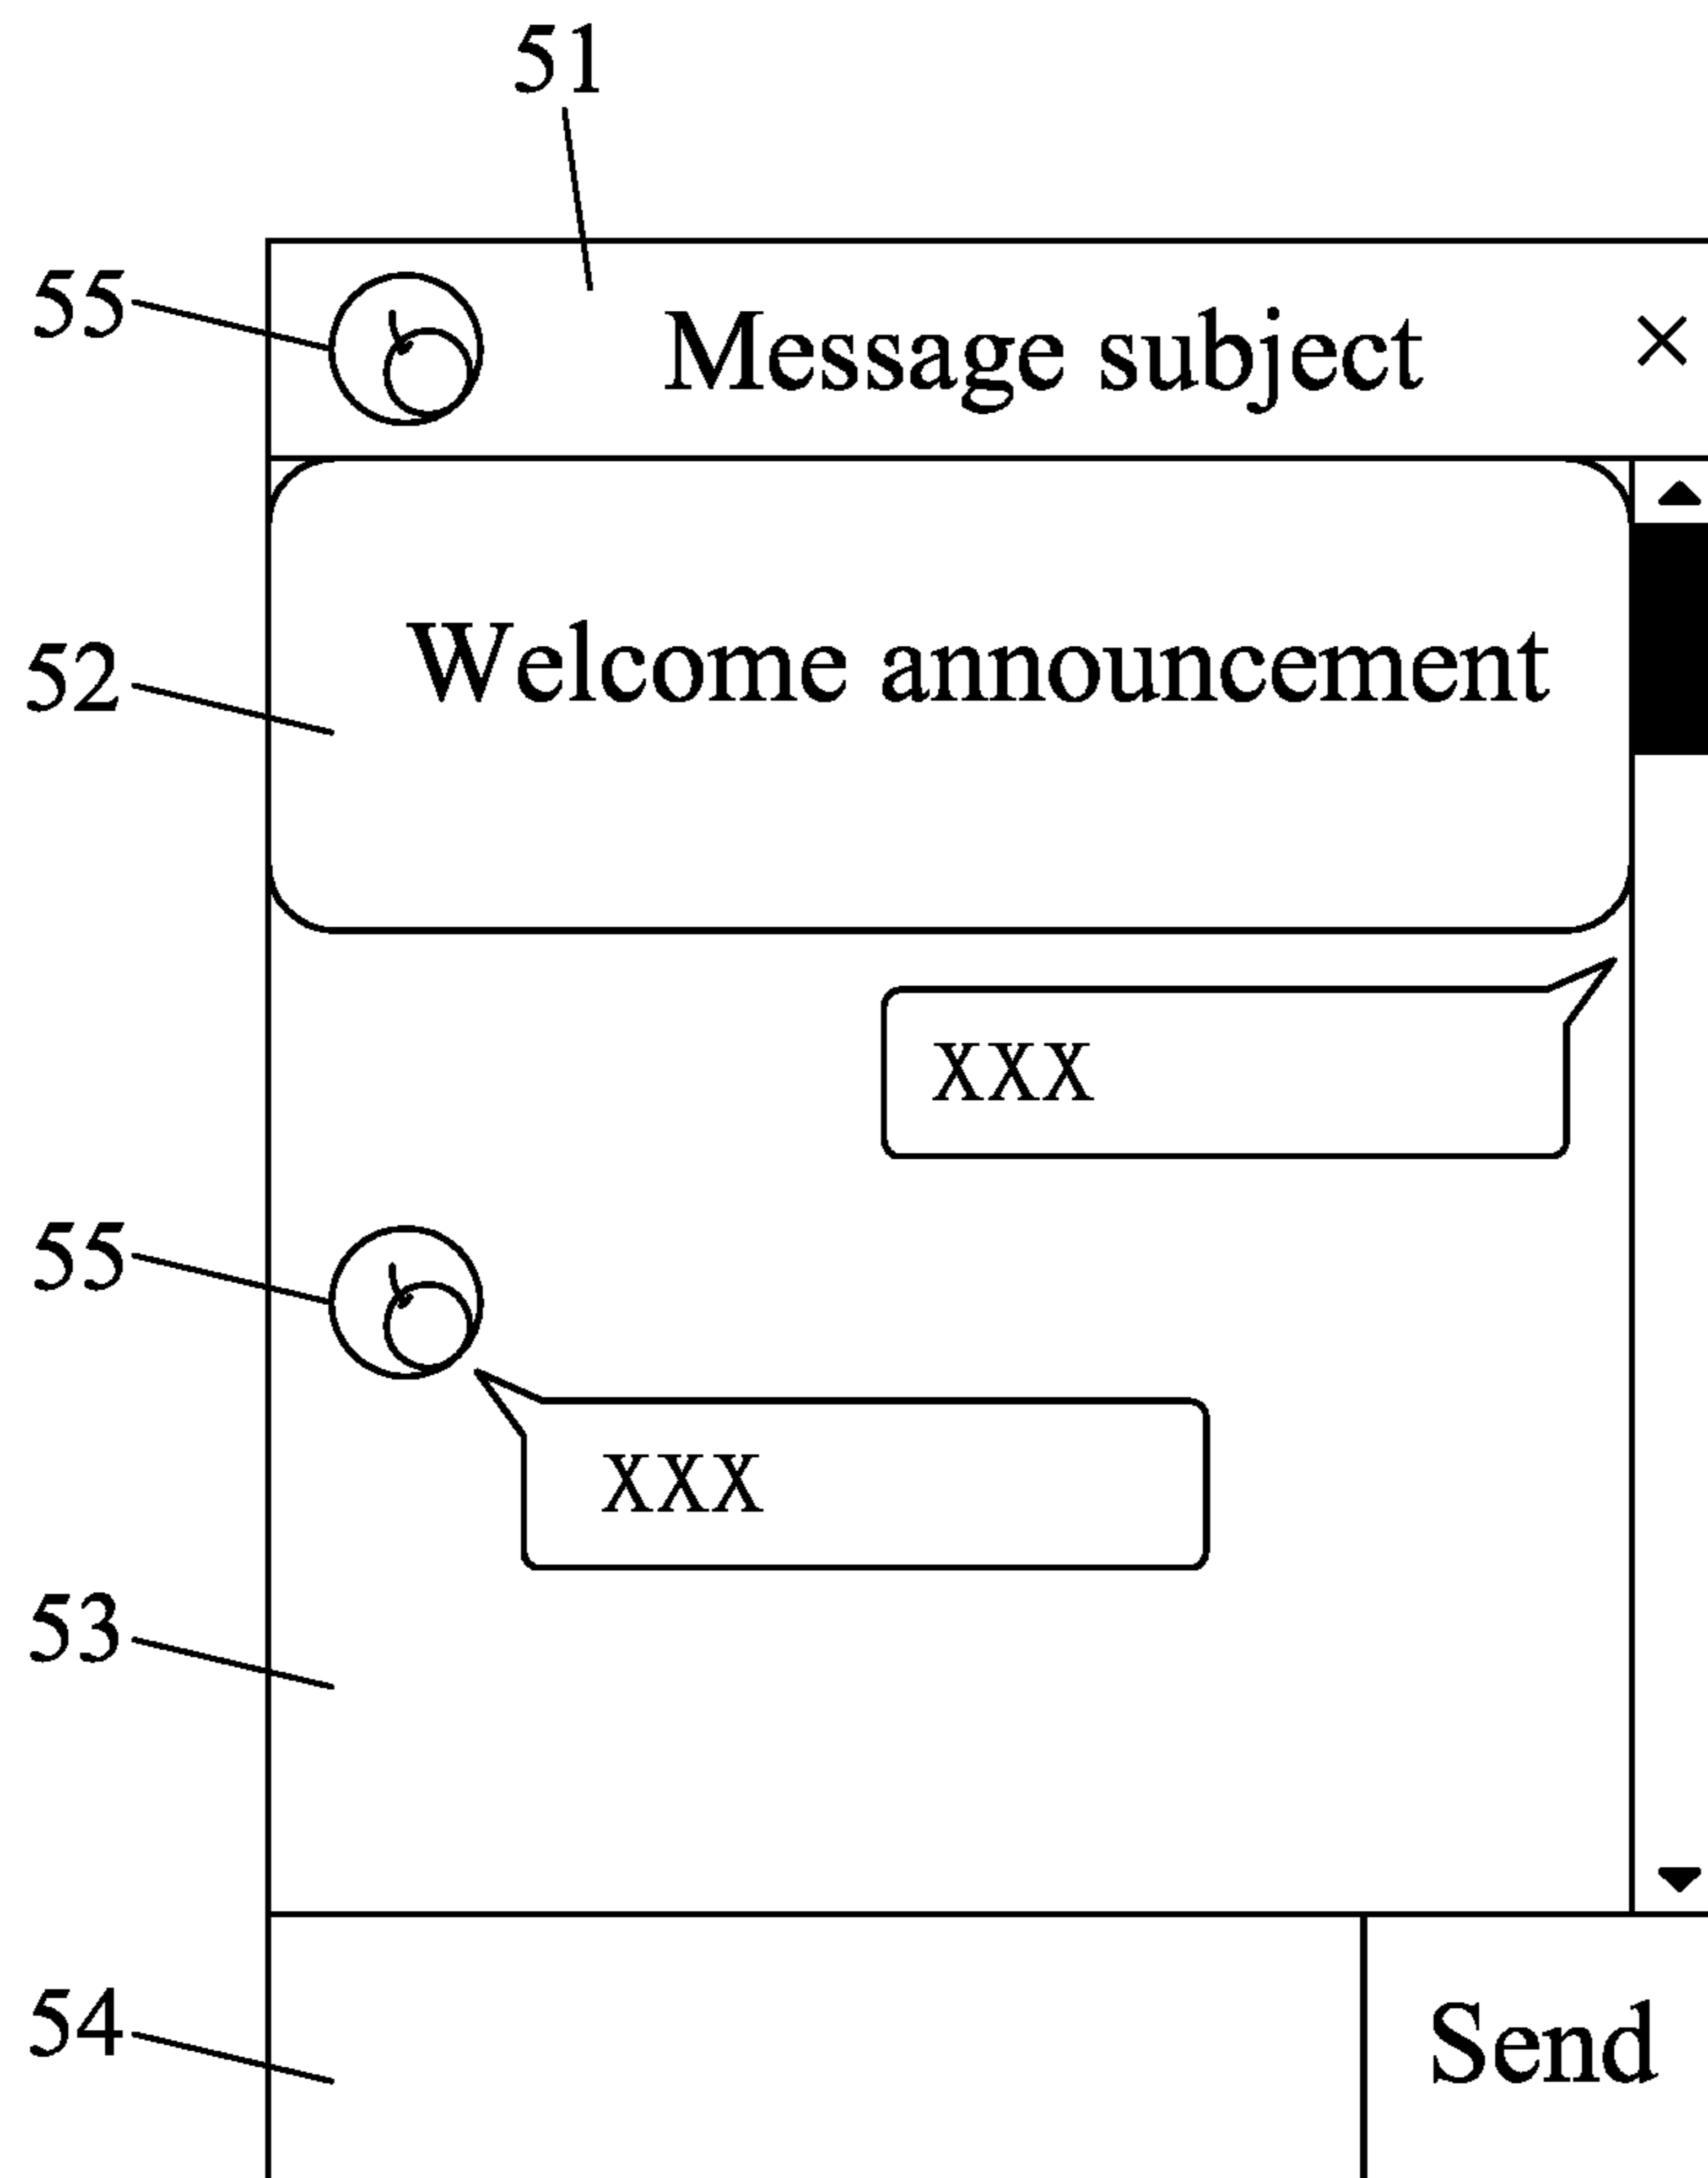 51
55
Message subject ×
52
Welcome announcement
XXX
55
XXX
53
54
Send